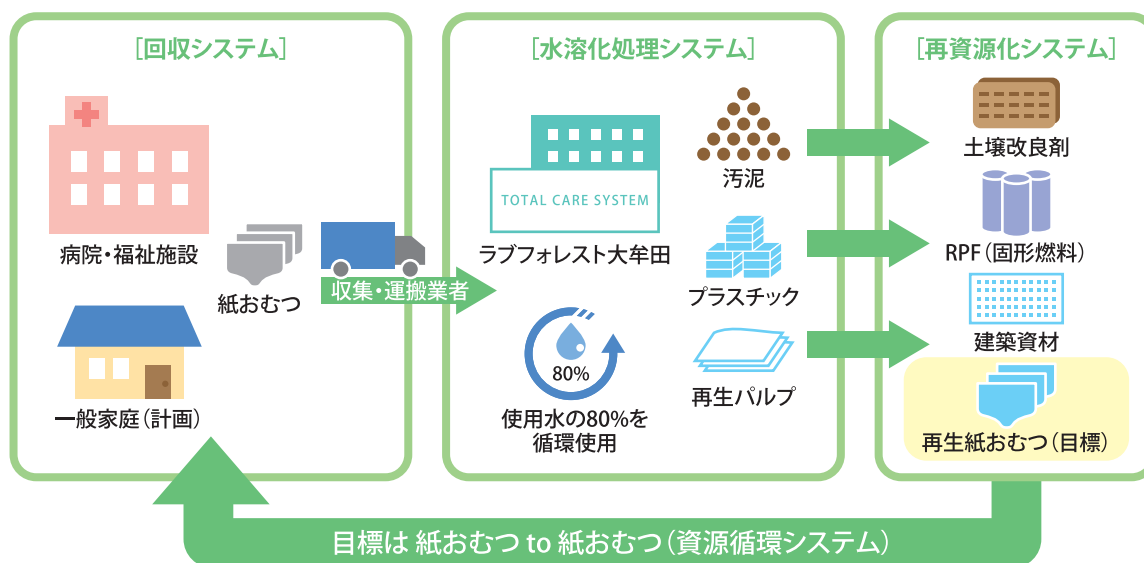 [回収システム]
病院・福祉施設
紙おむつ
収集・運搬業者
一般家庭(計画)
[水溶化処理システム]
TOTAL CARE SYSTEM
ラブフォレスト大牟田
80%
使用水の80%を
循環使用
汚泥
プラスチック
再生パルプ
[再資源化システム]
土壌改良剤
RPF(固形燃料)
建築資材
再生紙おむつ(目標)
目標は 紙おむつ to 紙おむつ(資源循環システム)